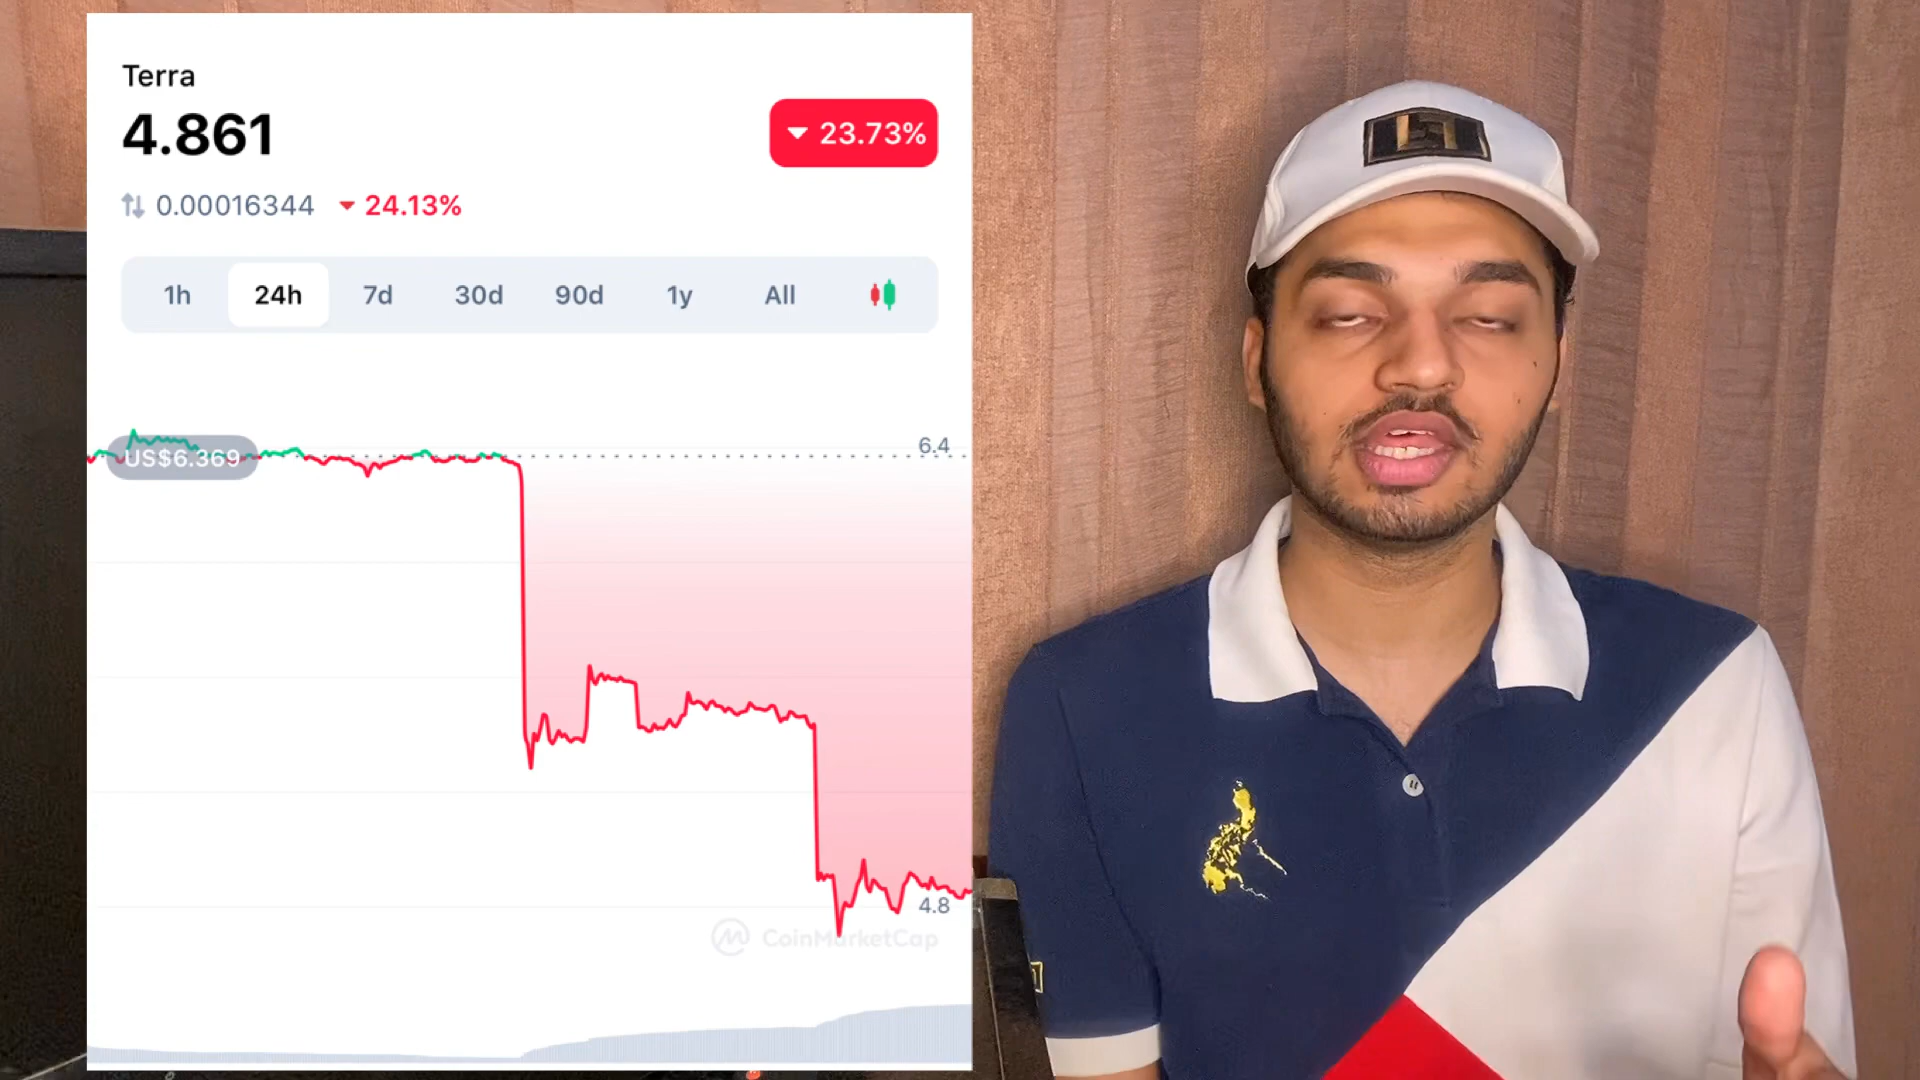 Terra
4.861
23.73%
0.00016344 24.13%
1h 24h 7d 30d 90d 1y All
6.4
US$6.369
4.8
CoinMarketCap